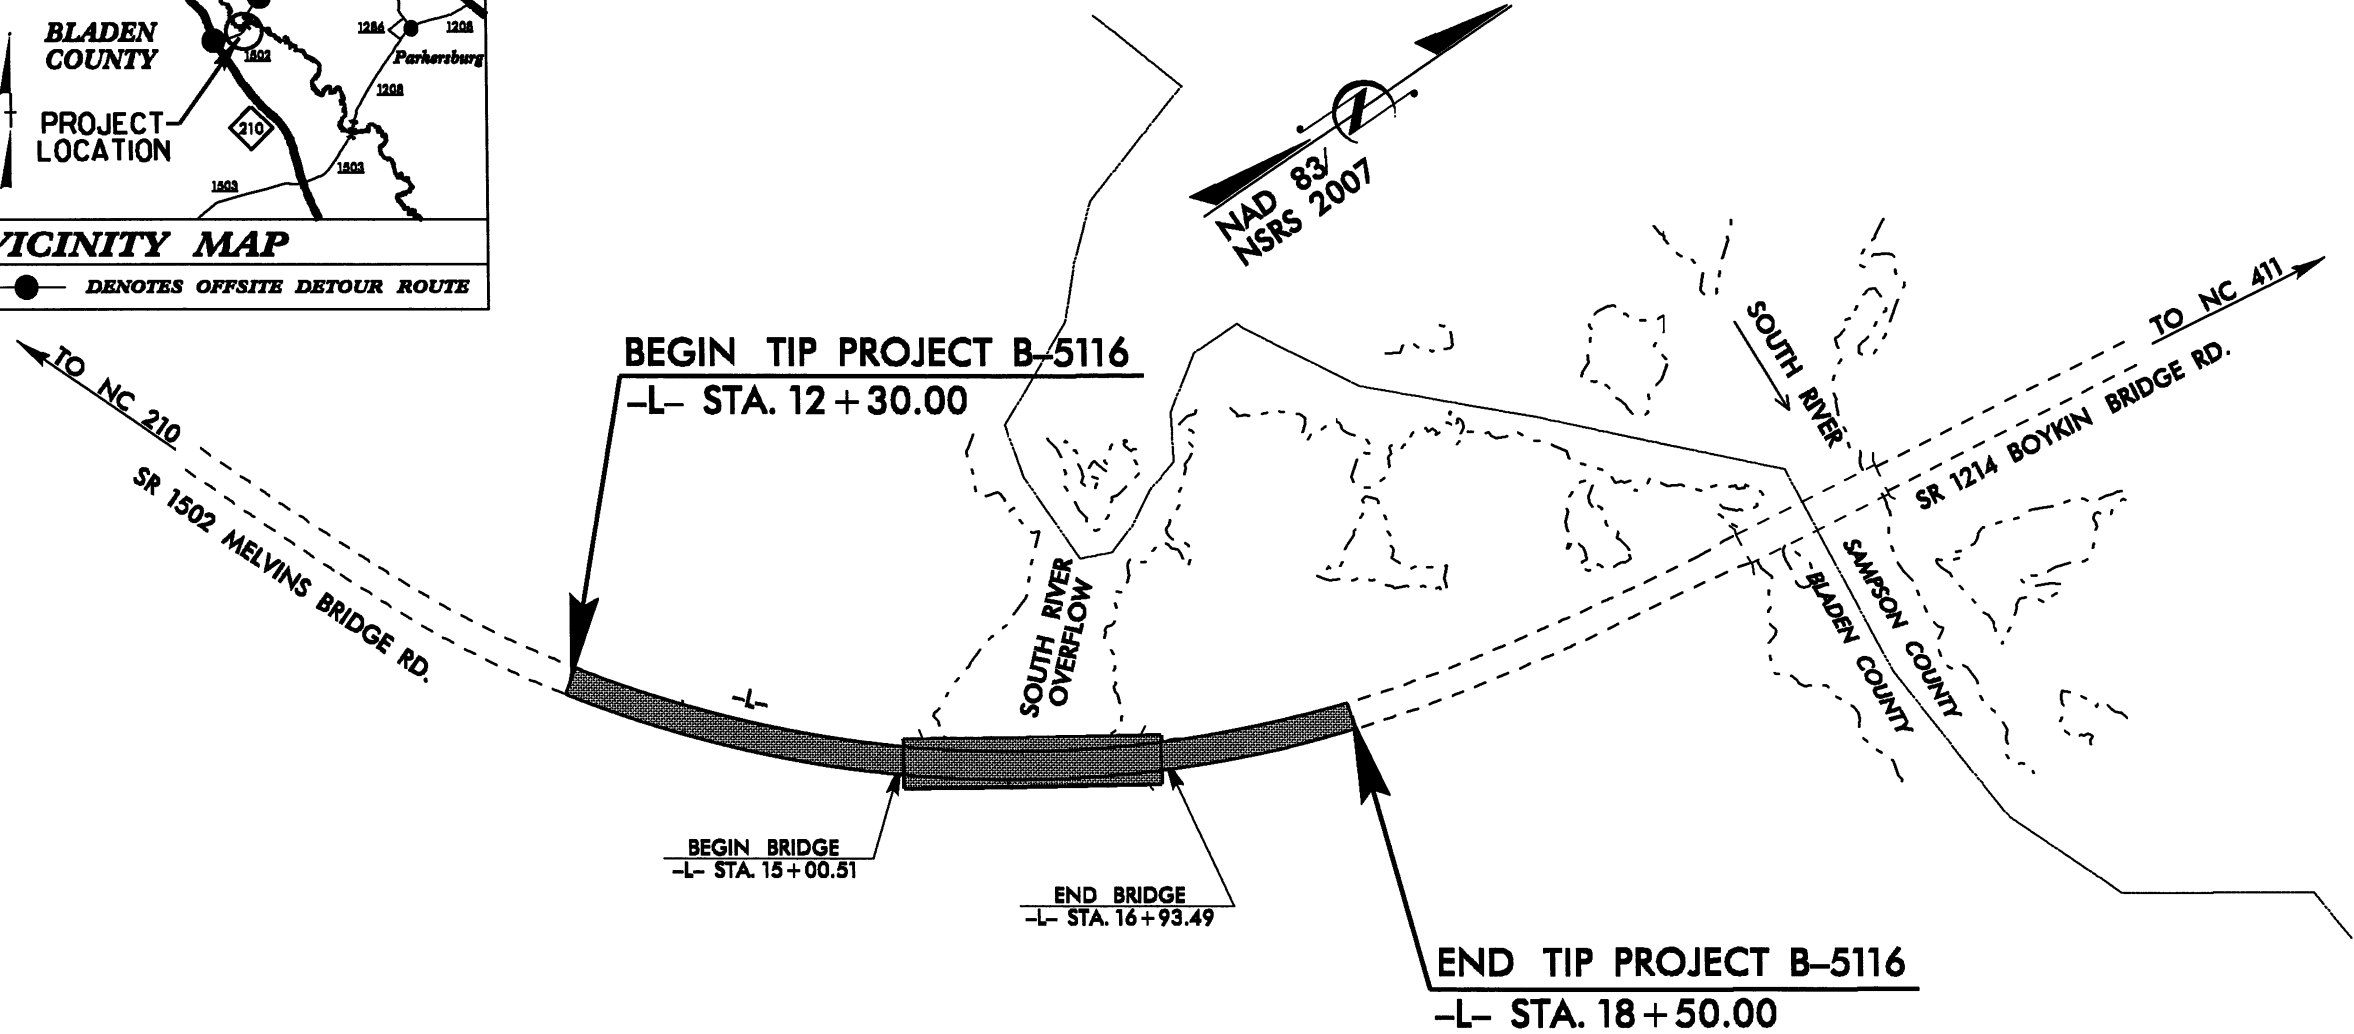 BLADEN
COUNTY
PROJECT
LOCATION
1502
210
1286
1208
Parkersburg
1208
1503
1503
VICINITY MAP
DENOTES OFFSITE DETOUR ROUTE
NAD 83/
NSRS 2007
TO NC 210
SR 1502 MELVINS BRIDGE RD.
BEGIN TIP PROJECT B-5116
-L- STA. 12+30.00
-L-
SOUTH RIVER
OVERFLOW
BEGIN BRIDGE
-L- STA. 15+00.51
END BRIDGE
-L- STA. 16+93.49
END TIP PROJECT B-5116
-L- STA. 18+50.00
SOUTH RIVER
TO NC 411
SR 1214 BOYKIN BRIDGE RD.
SAMPSON COUNTY
BLADEN COUNTY